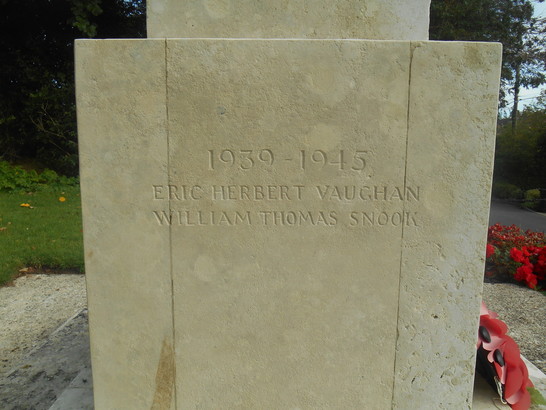 1939-1945
ERIC HERBERT VAUGHAN
WILLIAM THOMAS SNOOK